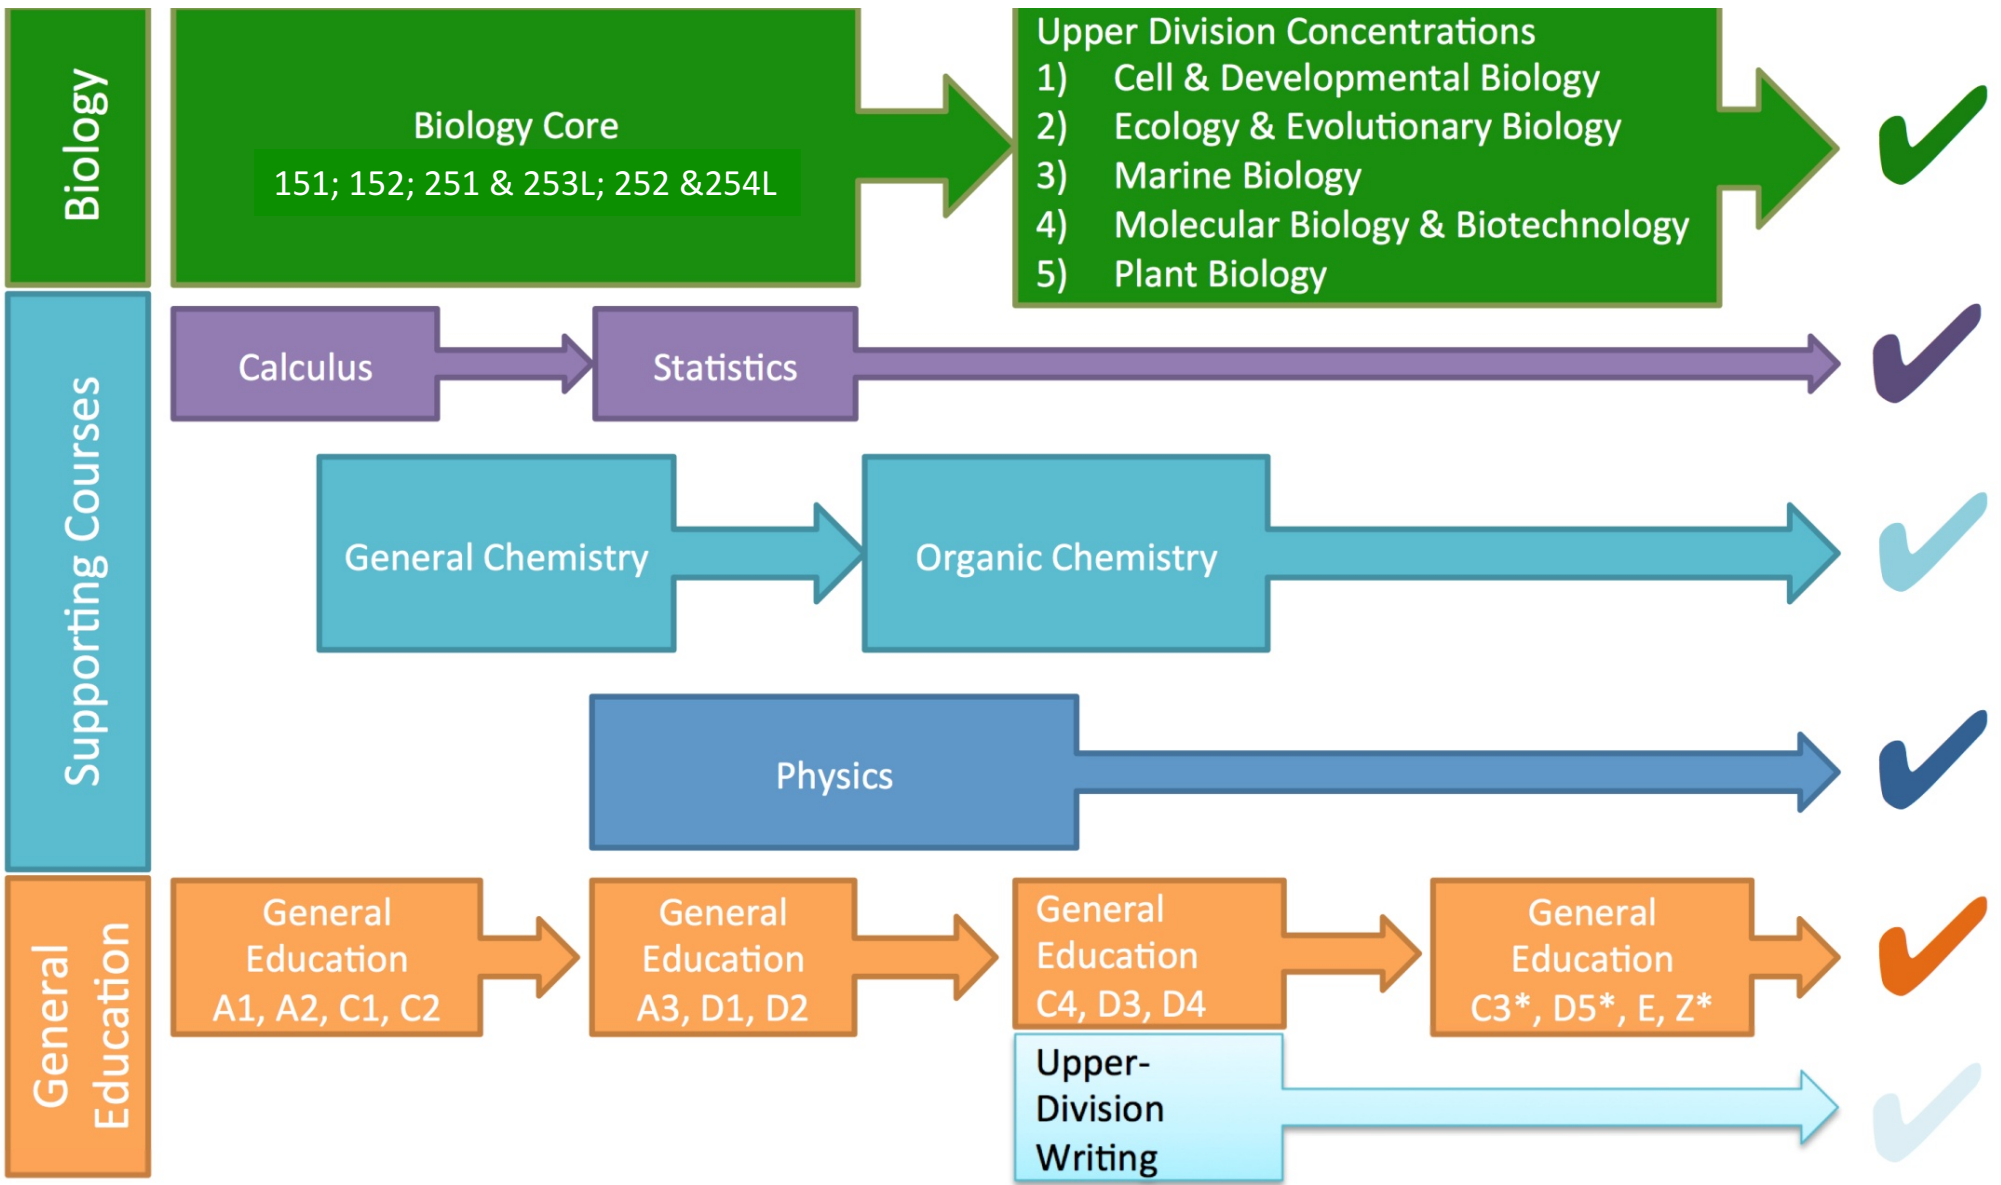 Biology
Biology Core
151; 152; 251 & 253L; 252 &254L
Upper Division Concentrations
1) Cell & Developmental Biology
2) Ecology & Evolutionary Biology
3) Marine Biology
4) Molecular Biology & Biotechnology
5) Plant Biology
Supporting Courses
Calculus
Statistics
General Chemistry
Organic Chemistry
Physics
General
Education
General
Education
A1, A2, C1, C2
General
Education
A3, D1, D2
General
Education
C4, D3, D4
General
Education
C3*, D5*, E, Z*
Upper-
Division
Writing